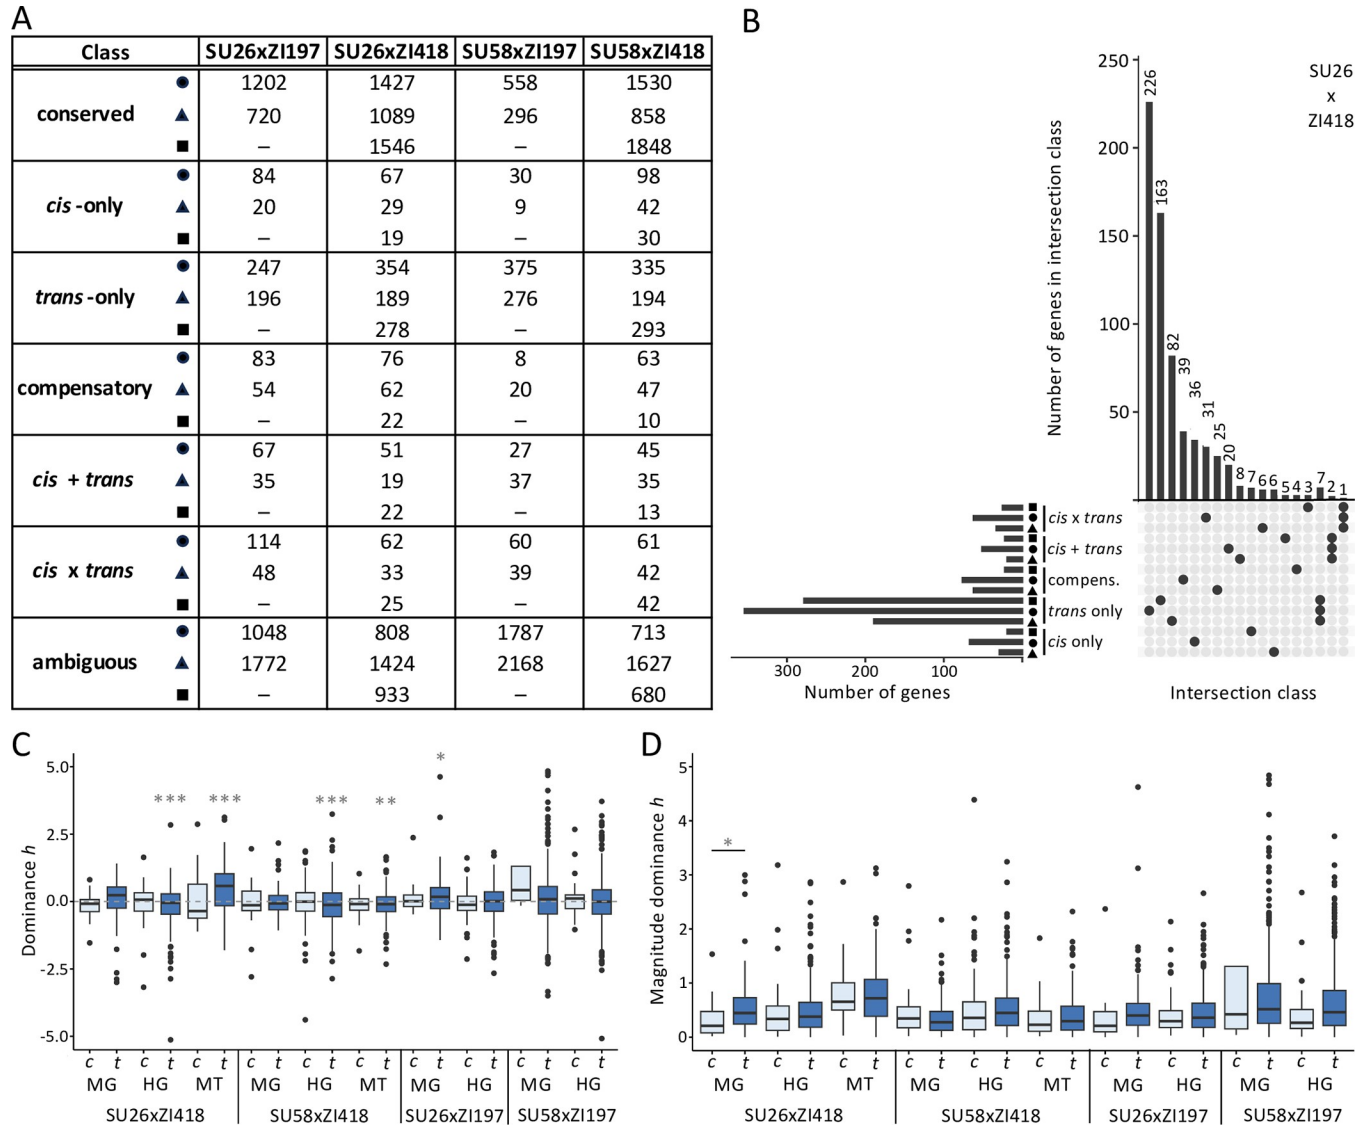 A
Class SU26xZI197 SU26xZI418 SU58xZI197 SU58xZI418
conserved
● 1202 1427 558 1530
▲ 720 1089 296 858
■ – 1546 – 1848
cis -only
● 84 67 30 98
▲ 20 29 9 42
■ – 19 – 30
trans -only
● 247 354 375 335
▲ 196 189 276 194
■ – 278 – 293
compensatory
● 83 76 8 63
▲ 54 62 20 47
■ – 22 – 10
cis + trans
● 67 51 27 45
▲ 35 19 37 35
■ – 22 – 13
cis x trans
● 114 62 60 61
▲ 48 33 39 42
■ – 25 – 42
ambiguous
● 1048 808 1787 713
▲ 1772 1424 2168 1627
■ – 933 – 680
B
SU26
x
ZI418
Number of genes in intersection class
250
200
150
100
50
226 163 82 39 36 31 25 20 8 7 6 6 5 4 3 7 2 1
cis x trans
cis + trans
compens.
trans only
cis only
300 200 100
Number of genes
Intersection class
C
Dominance h
5.0
2.5
0.0
-2.5
-5.0
*** *** *** ** *
c t c t c t c t c t c t c t c t c t c t
MG HG MT MG HG MT MG HG MG HG
SU26xZI418 SU58xZI418 SU26xZI197 SU58xZI197
D
Magnitude dominance h
5
4
3
2
1
0
*
c t c t c t c t c t c t c t c t c t c t
MG HG MT MG HG MT MG HG MG HG
SU26xZI418 SU58xZI418 SU26xZI197 SU58xZI197